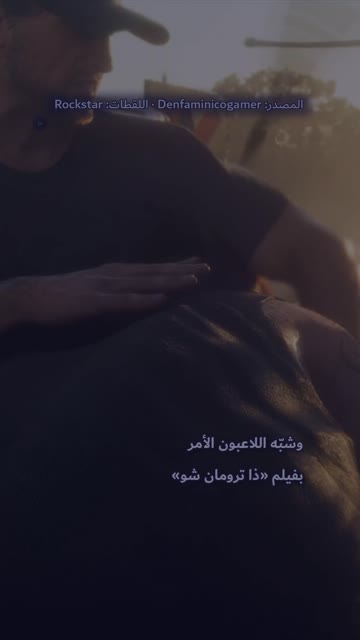 المصدر: Denfaminicogamer · اللقطات: Rockstar
وشبّه اللاعبون الأمر
بفيلم «ذا ترومان شو»